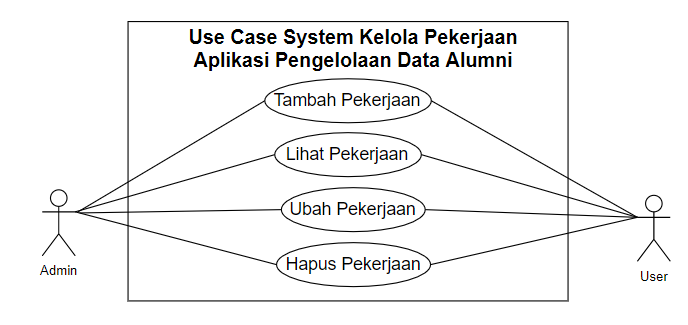 Use Case System Kelola Pekerjaan
Aplikasi Pengelolaan Data Alumni
Tambah Pekerjaan
Lihat Pekerjaan
Ubah Pekerjaan
Hapus Pekerjaan
Admin
User